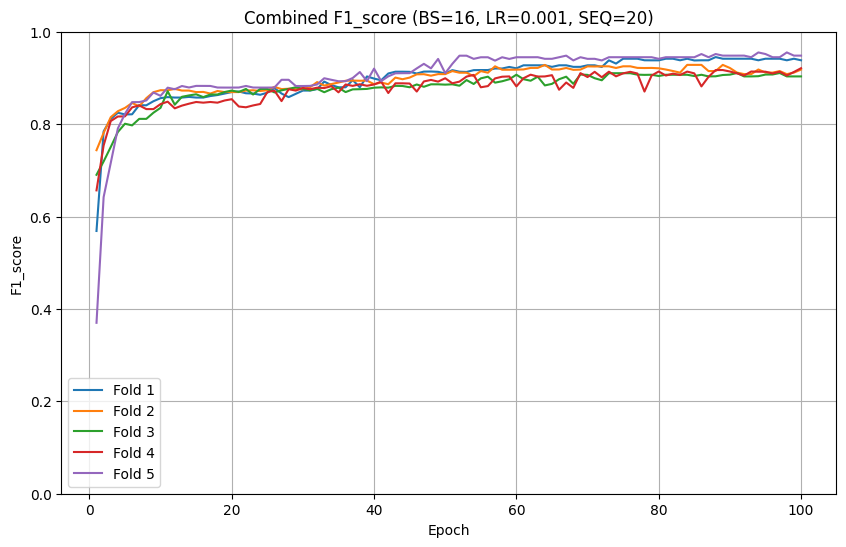 Combined F1_score (BS=16, LR=0.001, SEQ=20)
F1_score
1.0
0.8
0.6
0.4
0.2
0.0
Fold 1
Fold 2
Fold 3
Fold 4
Fold 5
0 20 40 60 80 100
Epoch